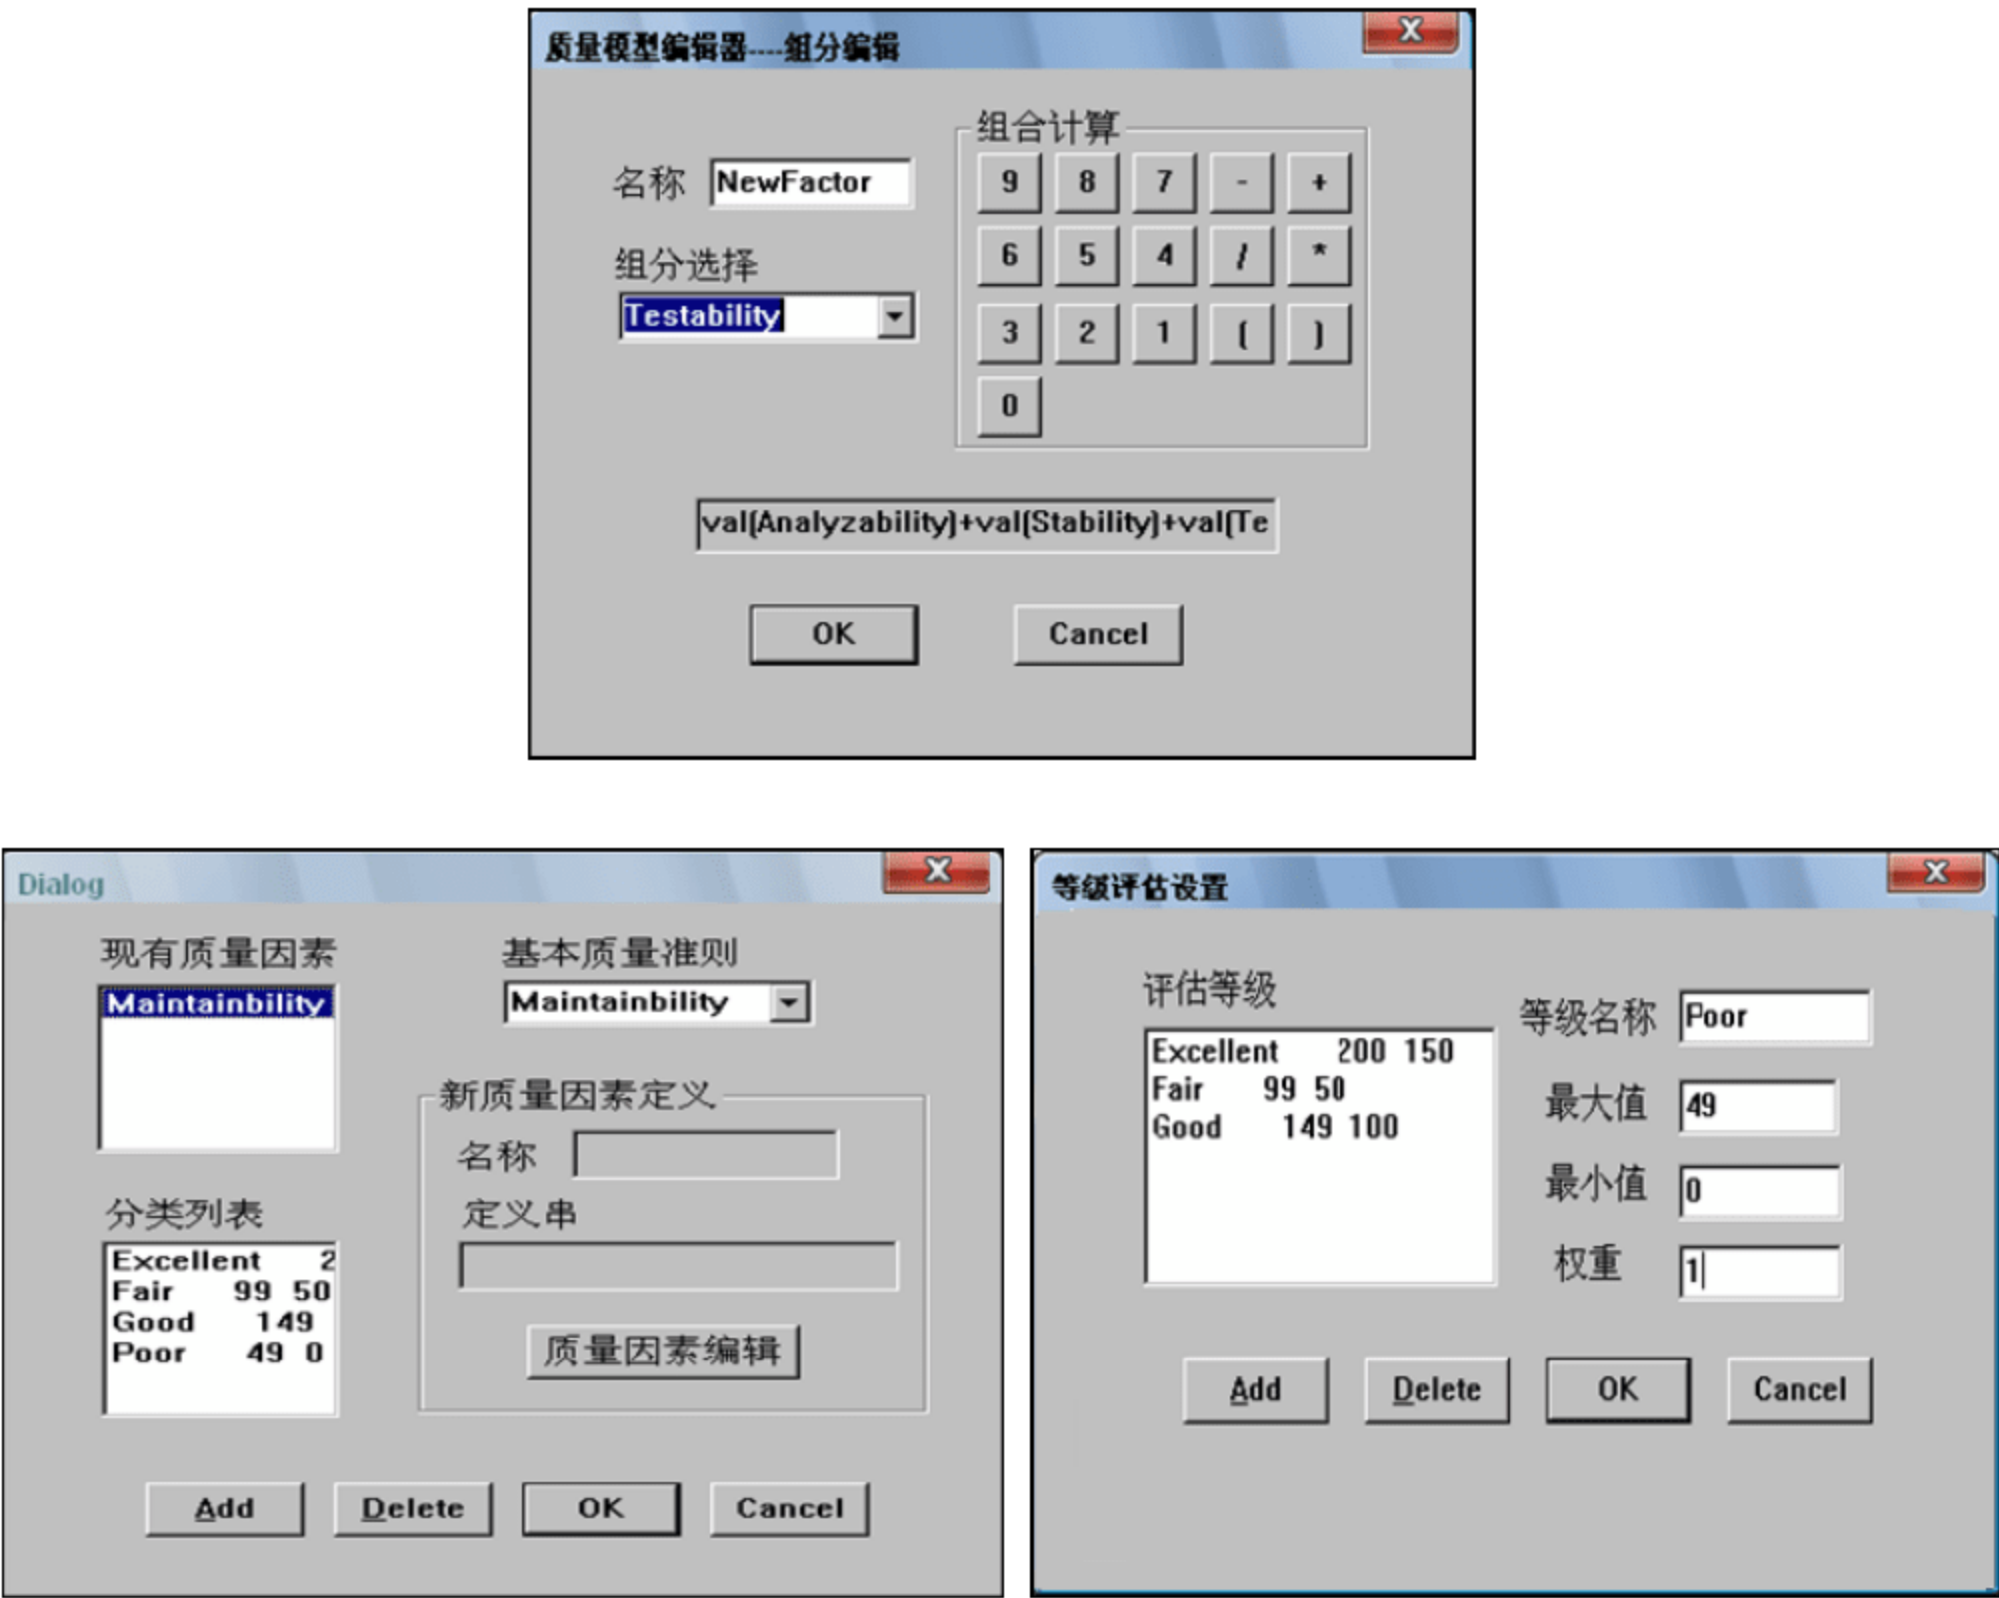 质量模型编辑器----组分编辑
X
名称 NewFactor
组分选择
Testability
组合计算
9 8 7 - +
6 5 4 / *
3 2 1 ( )
0
val(Analyzability)+val(Stability)+val(Te
OK Cancel
Dialog
X
现有质量因素
Maintainbility
基本质量准则
Maintainbility
新质量因素定义
名称
定义串
质量因素编辑
分类列表
Excellent 2
Fair 99 50
Good 149
Poor 49 0
Add Delete OK Cancel
等级评估设置
X
评估等级
Excellent 200 150
Fair 99 50
Good 149 100
等级名称 Poor
最大值 49
最小值 0
权重 1
Add Delete OK Cancel